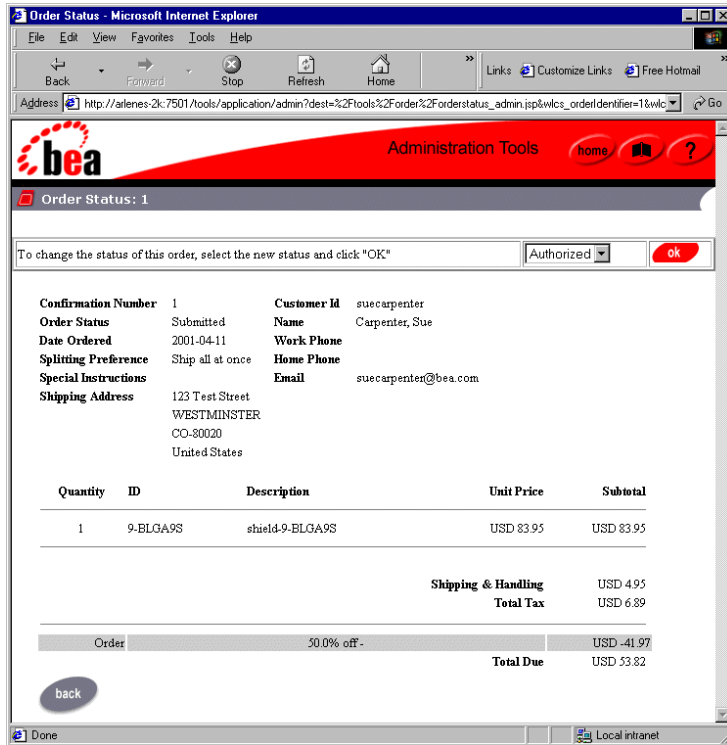 Order Status - Microsoft Internet Explorer
File Edit View Favorites Tools Help
Back Forward Stop Refresh Home » Links Customize Links Free Hotmail »
Address http://arlenes-2k:7501/tools/application/admin?dest=%2Ftools%2Forder%2Forderstatus_admin.jsp&wlcs_orderIdentifier=1&wlc Go
bea Administration Tools home ?
Order Status: 1
To change the status of this order, select the new status and click "OK" Authorized ok
Confirmation Number 1 Customer Id suecarpenter
Order Status Submitted Name Carpenter, Sue
Date Ordered 2001-04-11 Work Phone
Splitting Preference Ship all at once Home Phone
Special Instructions Email suecarpenter@bea.com
Shipping Address 123 Test Street
WESTMINSTER
CO-80020
United States
Quantity ID Description Unit Price Subtotal
1 9-BLGA9S shield-9-BLGA9S USD 83.95 USD 83.95
Shipping & Handling USD 4.95
Total Tax USD 6.89
Order 50.0% off - USD -41.97
Total Due USD 53.82
back
Done Local intranet